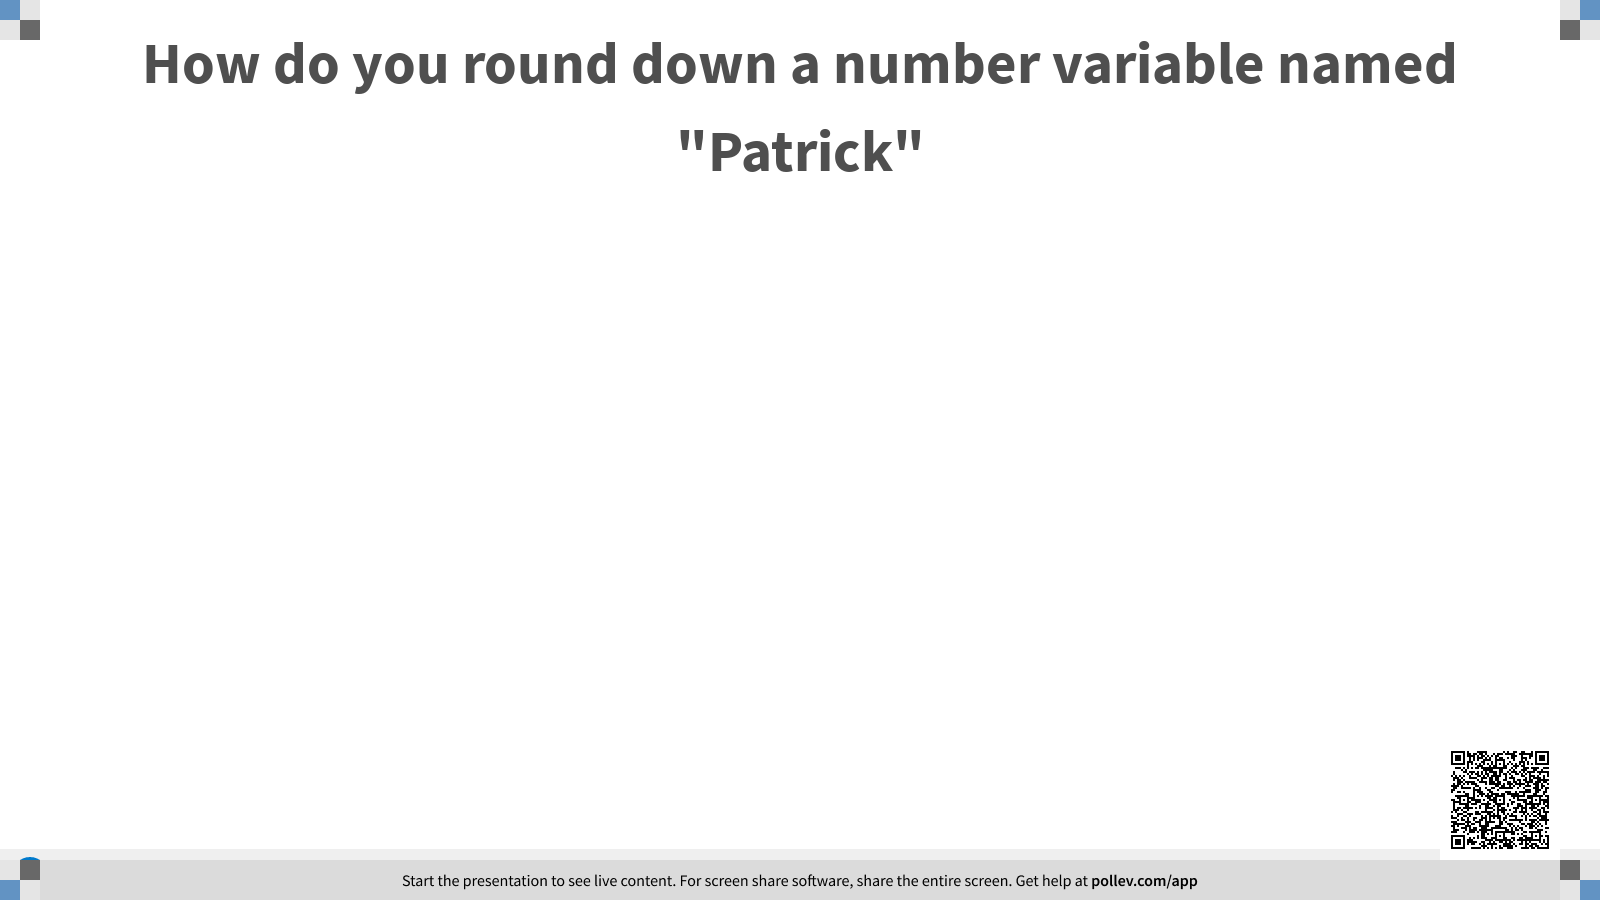 How do you round down a number variable named
"Patrick"
Start the presentation to see live content. For screen share software, share the entire screen. Get help at pollev.com/app